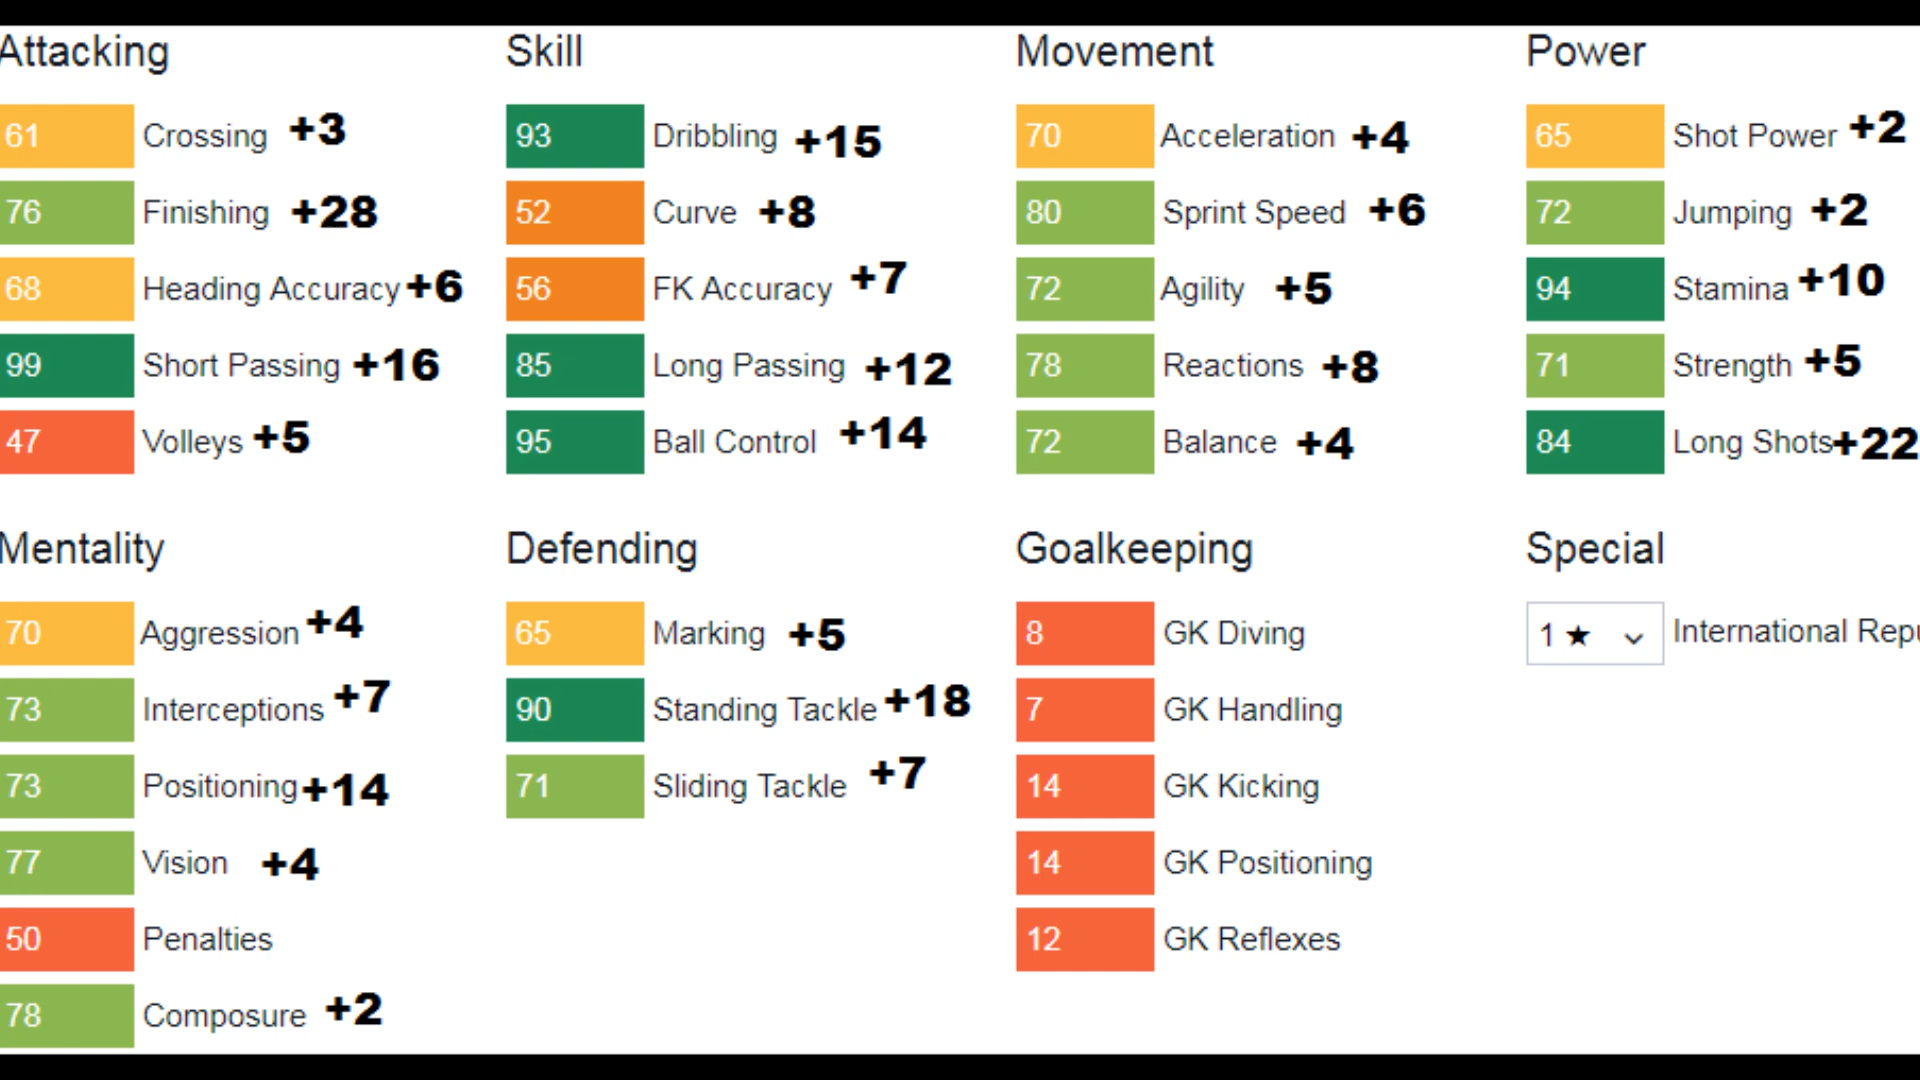 Attacking
61 Crossing +3
76 Finishing +28
68 Heading Accuracy +6
99 Short Passing +16
47 Volleys +5
Skill
93 Dribbling +15
52 Curve +8
56 FK Accuracy +7
85 Long Passing +12
95 Ball Control +14
Movement
70 Acceleration +4
80 Sprint Speed +6
72 Agility +5
78 Reactions +8
72 Balance +4
Power
65 Shot Power +2
72 Jumping +2
94 Stamina +10
71 Strength +5
84 Long Shots +22
Mentality
70 Aggression +4
73 Interceptions +7
73 Positioning +14
77 Vision +4
50 Penalties
78 Composure +2
Defending
65 Marking +5
90 Standing Tackle +18
71 Sliding Tackle +7
Goalkeeping
8 GK Diving
7 GK Handling
14 GK Kicking
14 GK Positioning
12 GK Reflexes
Special
1 ★ International Repu